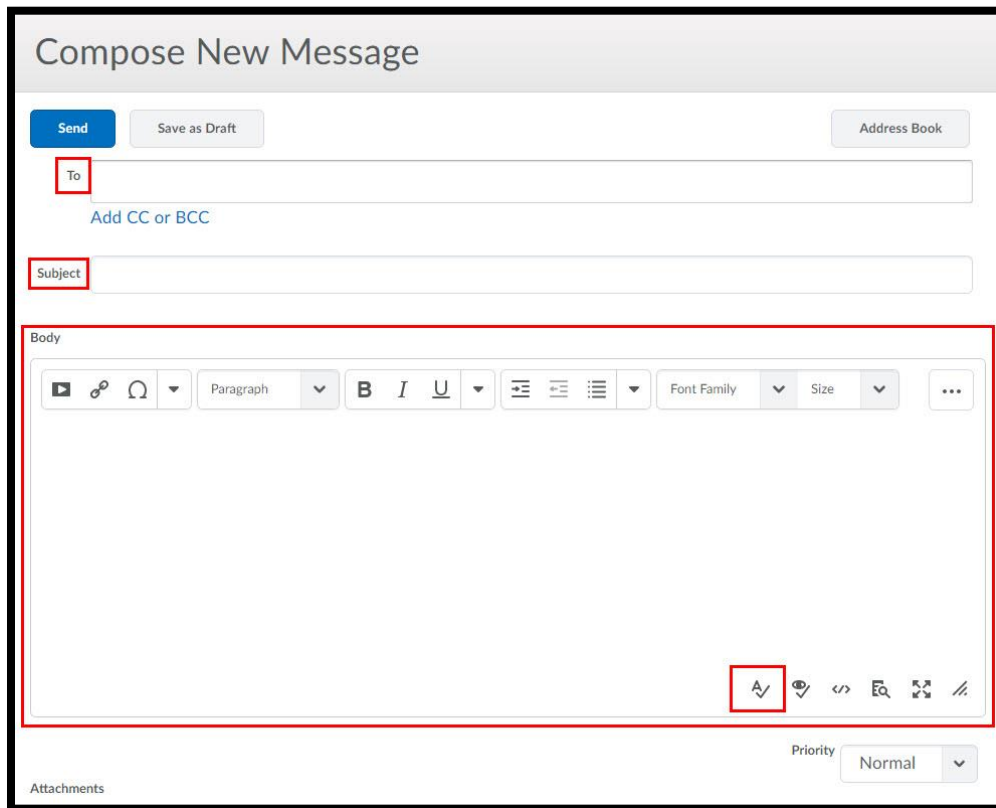 Compose New Message
Send Save as Draft Address Book
To
Add CC or BCC
Subject
Body
Paragraph B I U Font Family Size
Priority Normal
Attachments